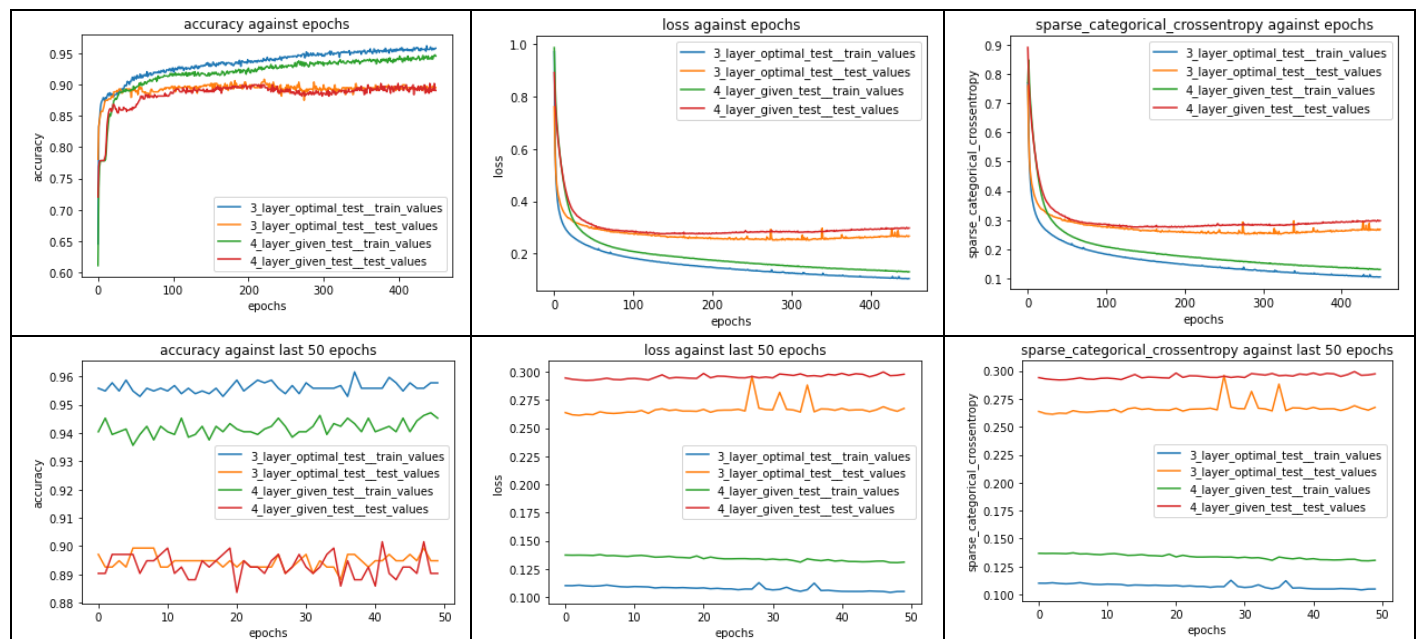 accuracy against epochs
accuracy
0.95
0.90
0.85
0.80
0.75
0.70
0.65
0.60
3_layer_optimal_test__train_values
3_layer_optimal_test__test_values
4_layer_given_test__train_values
4_layer_given_test__test_values
0 100 200 300 400
epochs
loss against epochs
loss
1.0
0.8
0.6
0.4
0.2
3_layer_optimal_test__train_values
3_layer_optimal_test__test_values
4_layer_given_test__train_values
4_layer_given_test__test_values
0 100 200 300 400
epochs
sparse_categorical_crossentropy against epochs
sparse_categorical_crossentropy
0.9
0.8
0.7
0.6
0.5
0.4
0.3
0.2
0.1
3_layer_optimal_test__train_values
3_layer_optimal_test__test_values
4_layer_given_test__train_values
4_layer_given_test__test_values
0 100 200 300 400
epochs
accuracy against last 50 epochs
accuracy
0.96
0.95
0.94
0.93
0.92
0.91
0.90
0.89
0.88
3_layer_optimal_test__train_values
3_layer_optimal_test__test_values
4_layer_given_test__train_values
4_layer_given_test__test_values
0 10 20 30 40 50
epochs
loss against last 50 epochs
loss
0.300
0.275
0.250
0.225
0.200
0.175
0.150
0.125
0.100
3_layer_optimal_test__train_values
3_layer_optimal_test__test_values
4_layer_given_test__train_values
4_layer_given_test__test_values
0 10 20 30 40 50
epochs
sparse_categorical_crossentropy against last 50 epochs
sparse_categorical_crossentropy
0.300
0.275
0.250
0.225
0.200
0.175
0.150
0.125
0.100
3_layer_optimal_test__train_values
3_layer_optimal_test__test_values
4_layer_given_test__train_values
4_layer_given_test__test_values
0 10 20 30 40 50
epochs